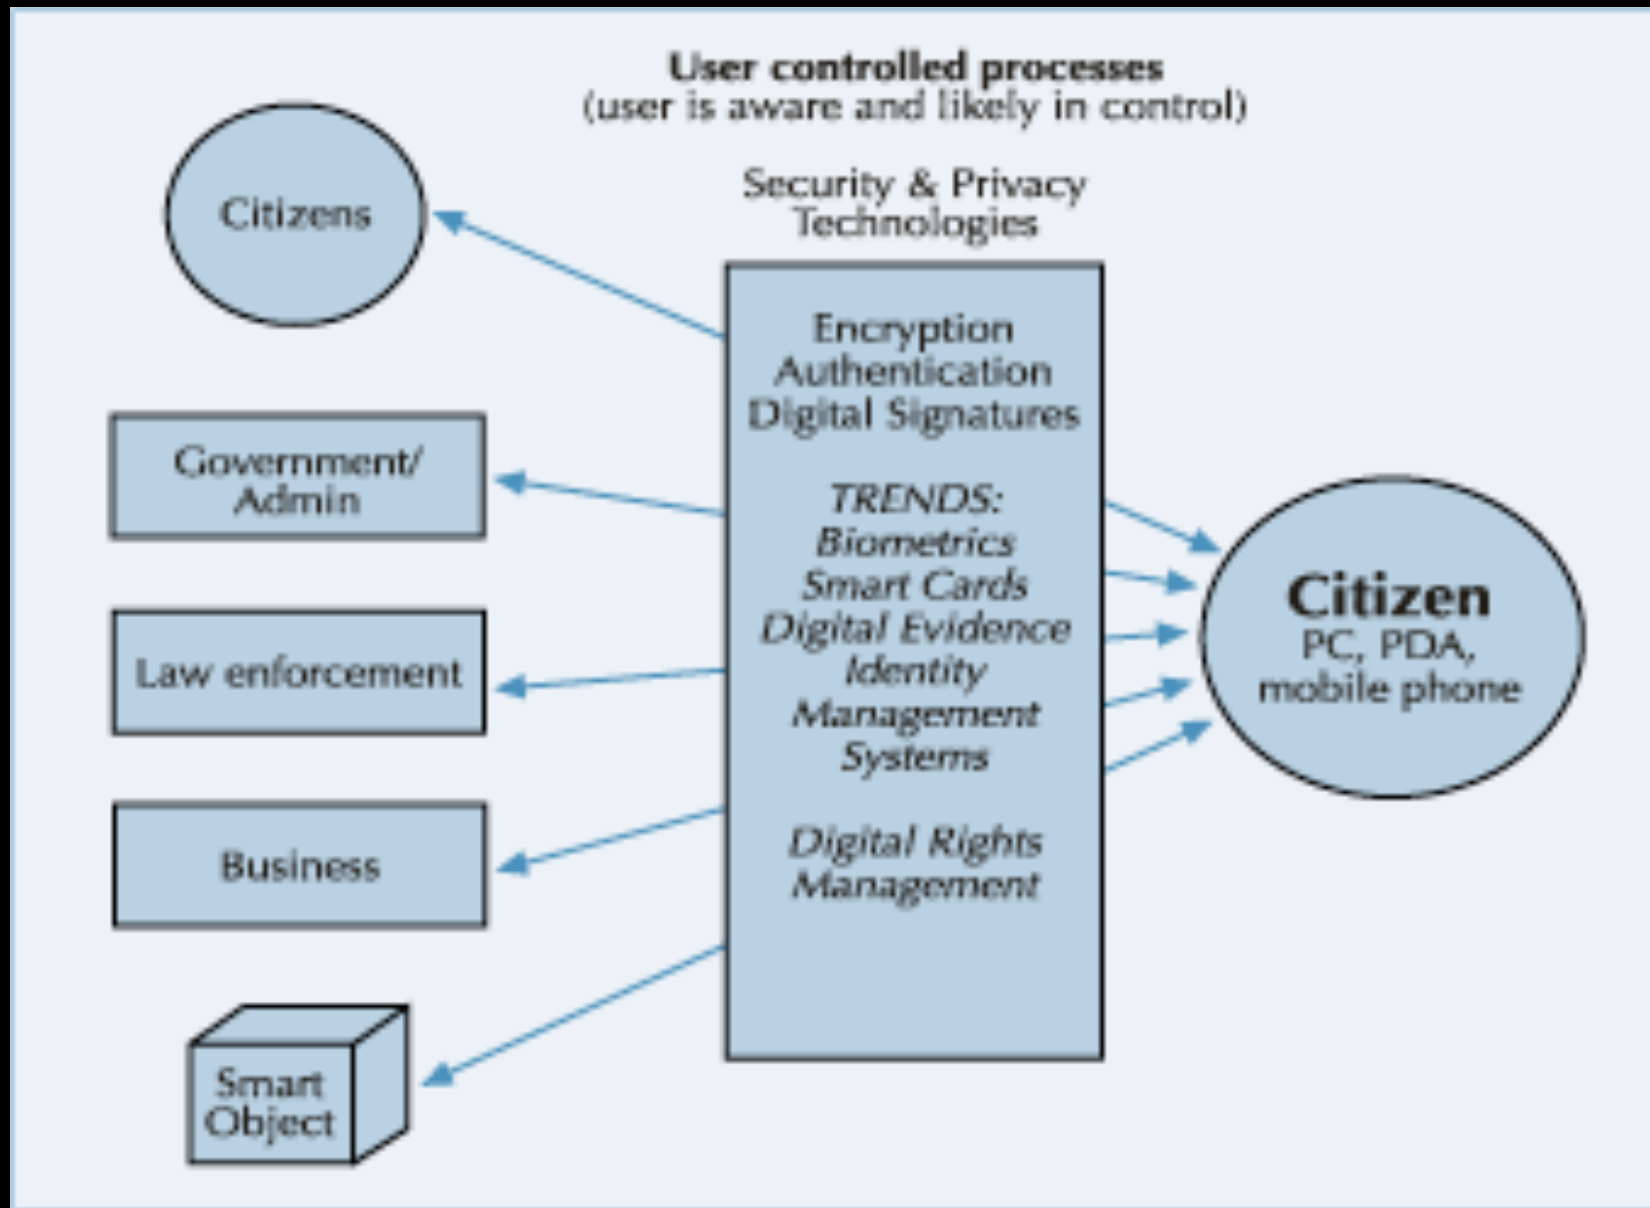 User controlled processes
(user is aware and likely in control)
Security & Privacy
Technologies
Citizens
Government/
Admin
Law enforcement
Business
Smart
Object
Encryption
Authentication
Digital Signatures
TRENDS:
Biometrics
Smart Cards
Digital Evidence
Identity
Management
Systems
Digital Rights
Management
Citizen
PC, PDA,
mobile phone